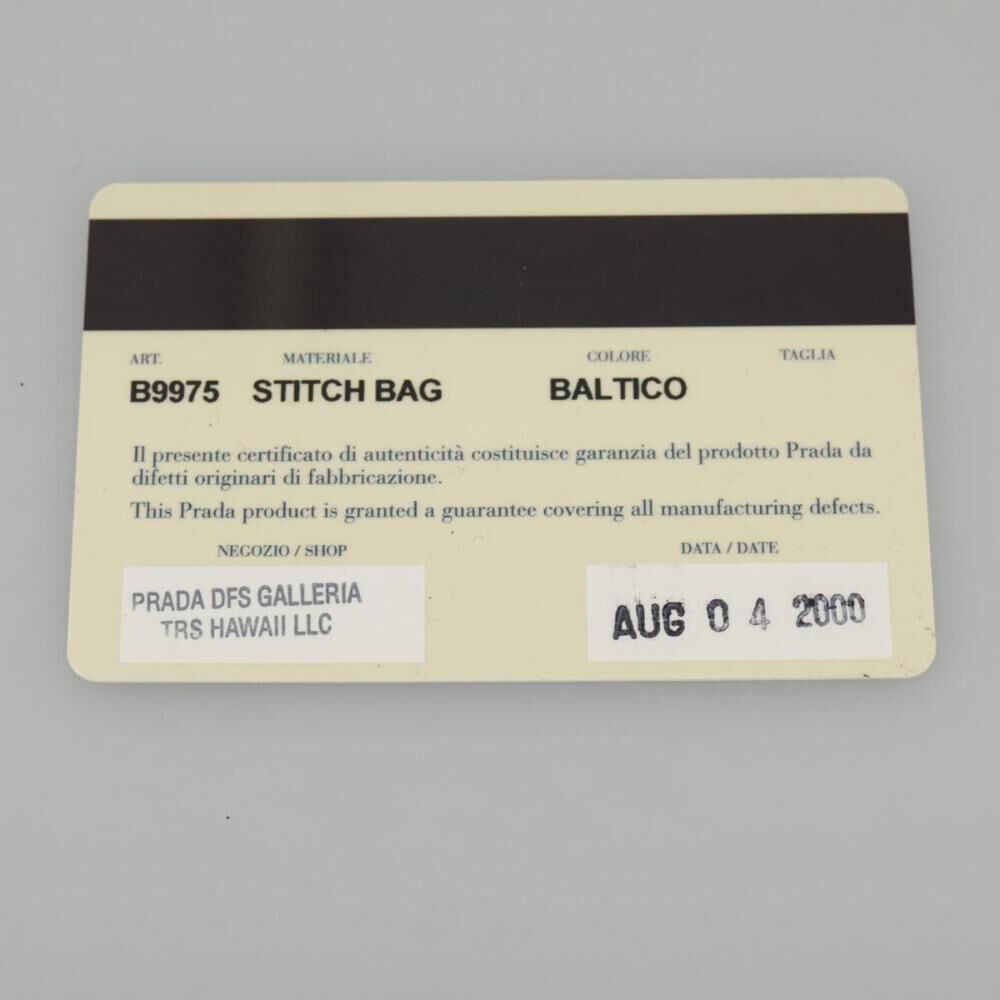 ART. MATERIALE COLORE TAGLIA
B9975 STITCH BAG BALTICO
Il presente certificato di autenticità costituisce garanzia del prodotto Prada da
difetti originari di fabbricazione.
This Prada product is granted a guarantee covering all manufacturing defects.
NEGOZIO / SHOP DATA / DATE
PRADA DFS GALLERIA
TRS HAWAII LLC
AUG 04 2000